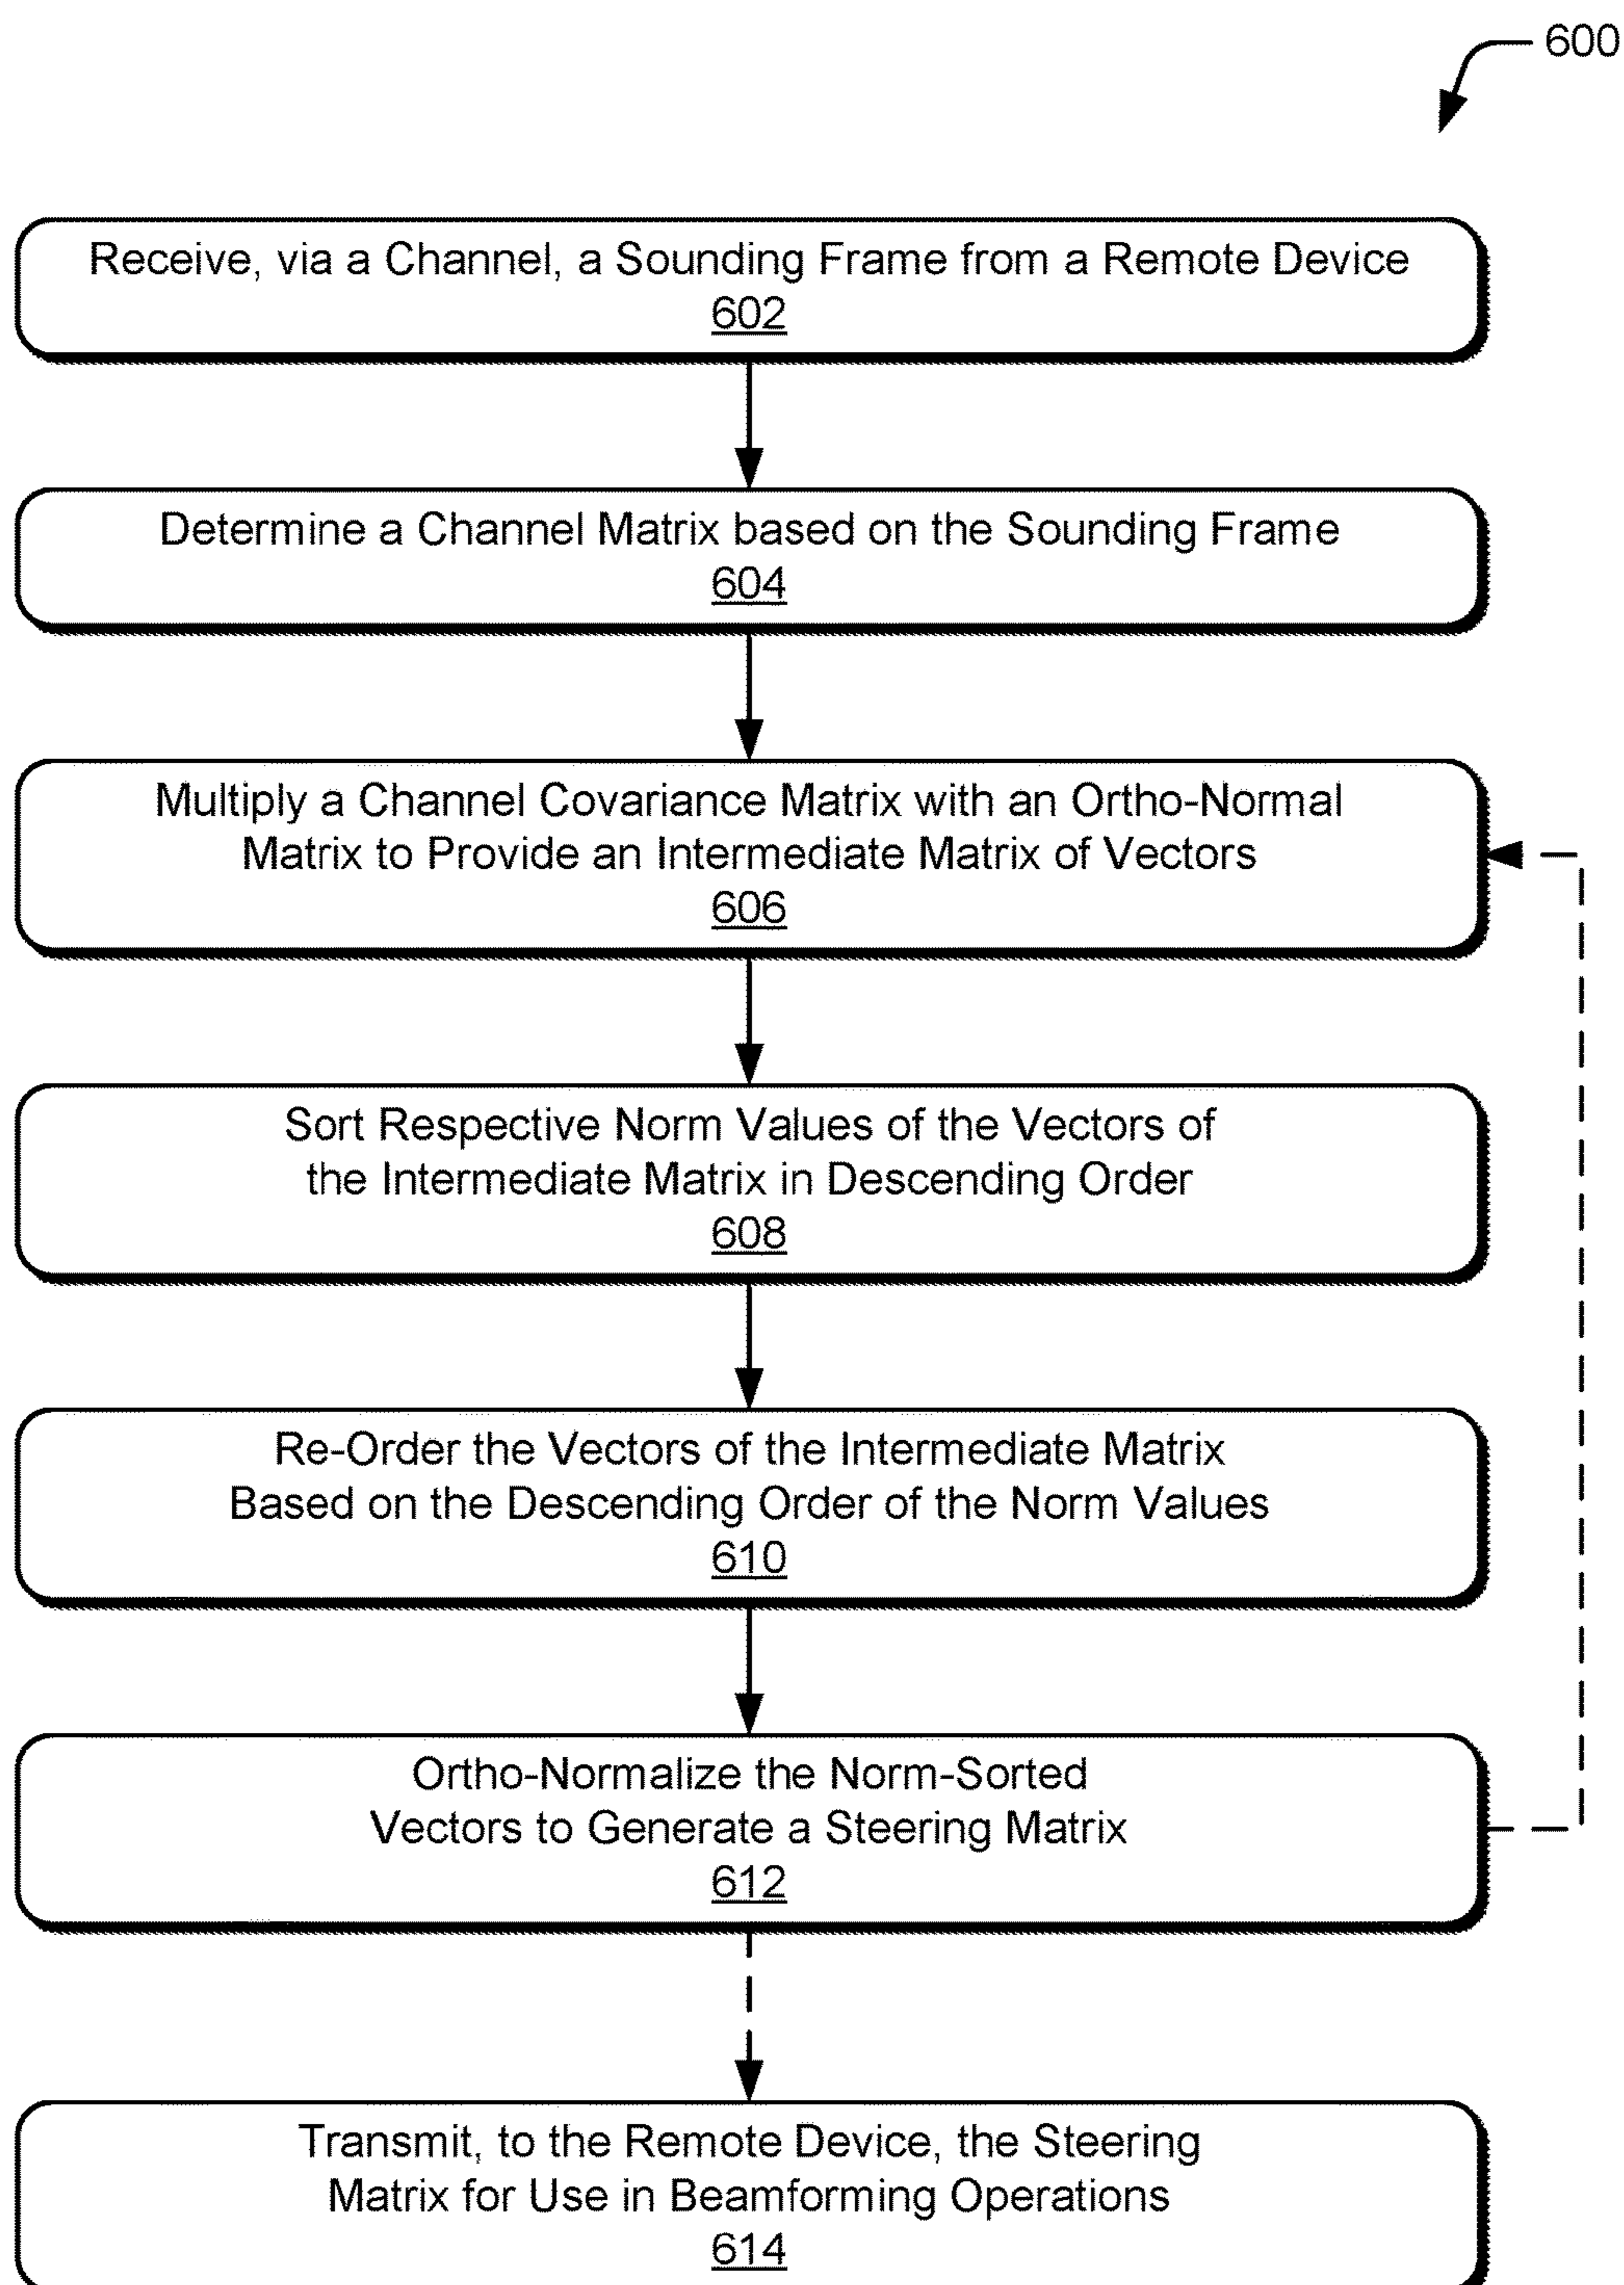 600
Receive, via a Channel, a Sounding Frame from a Remote Device
602
Determine a Channel Matrix based on the Sounding Frame
604
Multiply a Channel Covariance Matrix with an Ortho-Normal
Matrix to Provide an Intermediate Matrix of Vectors
606
Sort Respective Norm Values of the Vectors of
the Intermediate Matrix in Descending Order
608
Re-Order the Vectors of the Intermediate Matrix
Based on the Descending Order of the Norm Values
610
Ortho-Normalize the Norm-Sorted
Vectors to Generate a Steering Matrix
612
Transmit, to the Remote Device, the Steering
Matrix for Use in Beamforming Operations
614